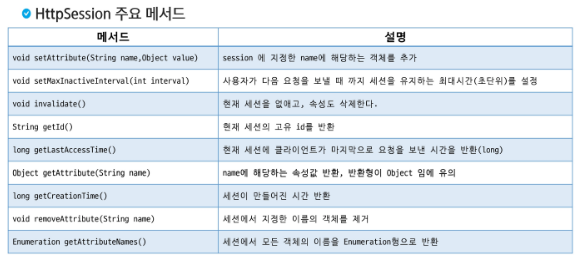 HttpSession 주요 메서드
메서드 설명
void setAttribute(String name,Object value) session 에 지정한 name에 해당하는 객체를 추가
void setMaxInactiveInterval(int interval) 사용자가 다음 요청을 보낼 때 까지 세션을 유지하는 최대시간(초단위)를 설정
void invalidate() 현재 세션을 없애고, 속성도 삭제한다.
String getId() 현재 세션의 고유 id를 반환
long getLastAccessTime() 현재 세션에 클라이언트가 마지막으로 요청을 보낸 시간을 반환(long)
Object getAttribute(String name) name에 해당하는 속성값 반환, 반환형이 Object 임에 유의
long getCreationTime() 세션이 만들어진 시간 반환
void removeAttribute(String name) 세션에서 지정한 이름의 객체를 제거
Enumeration getAttributeNames() 세션에서 모든 객체의 이름을 Enumeration형으로 반환